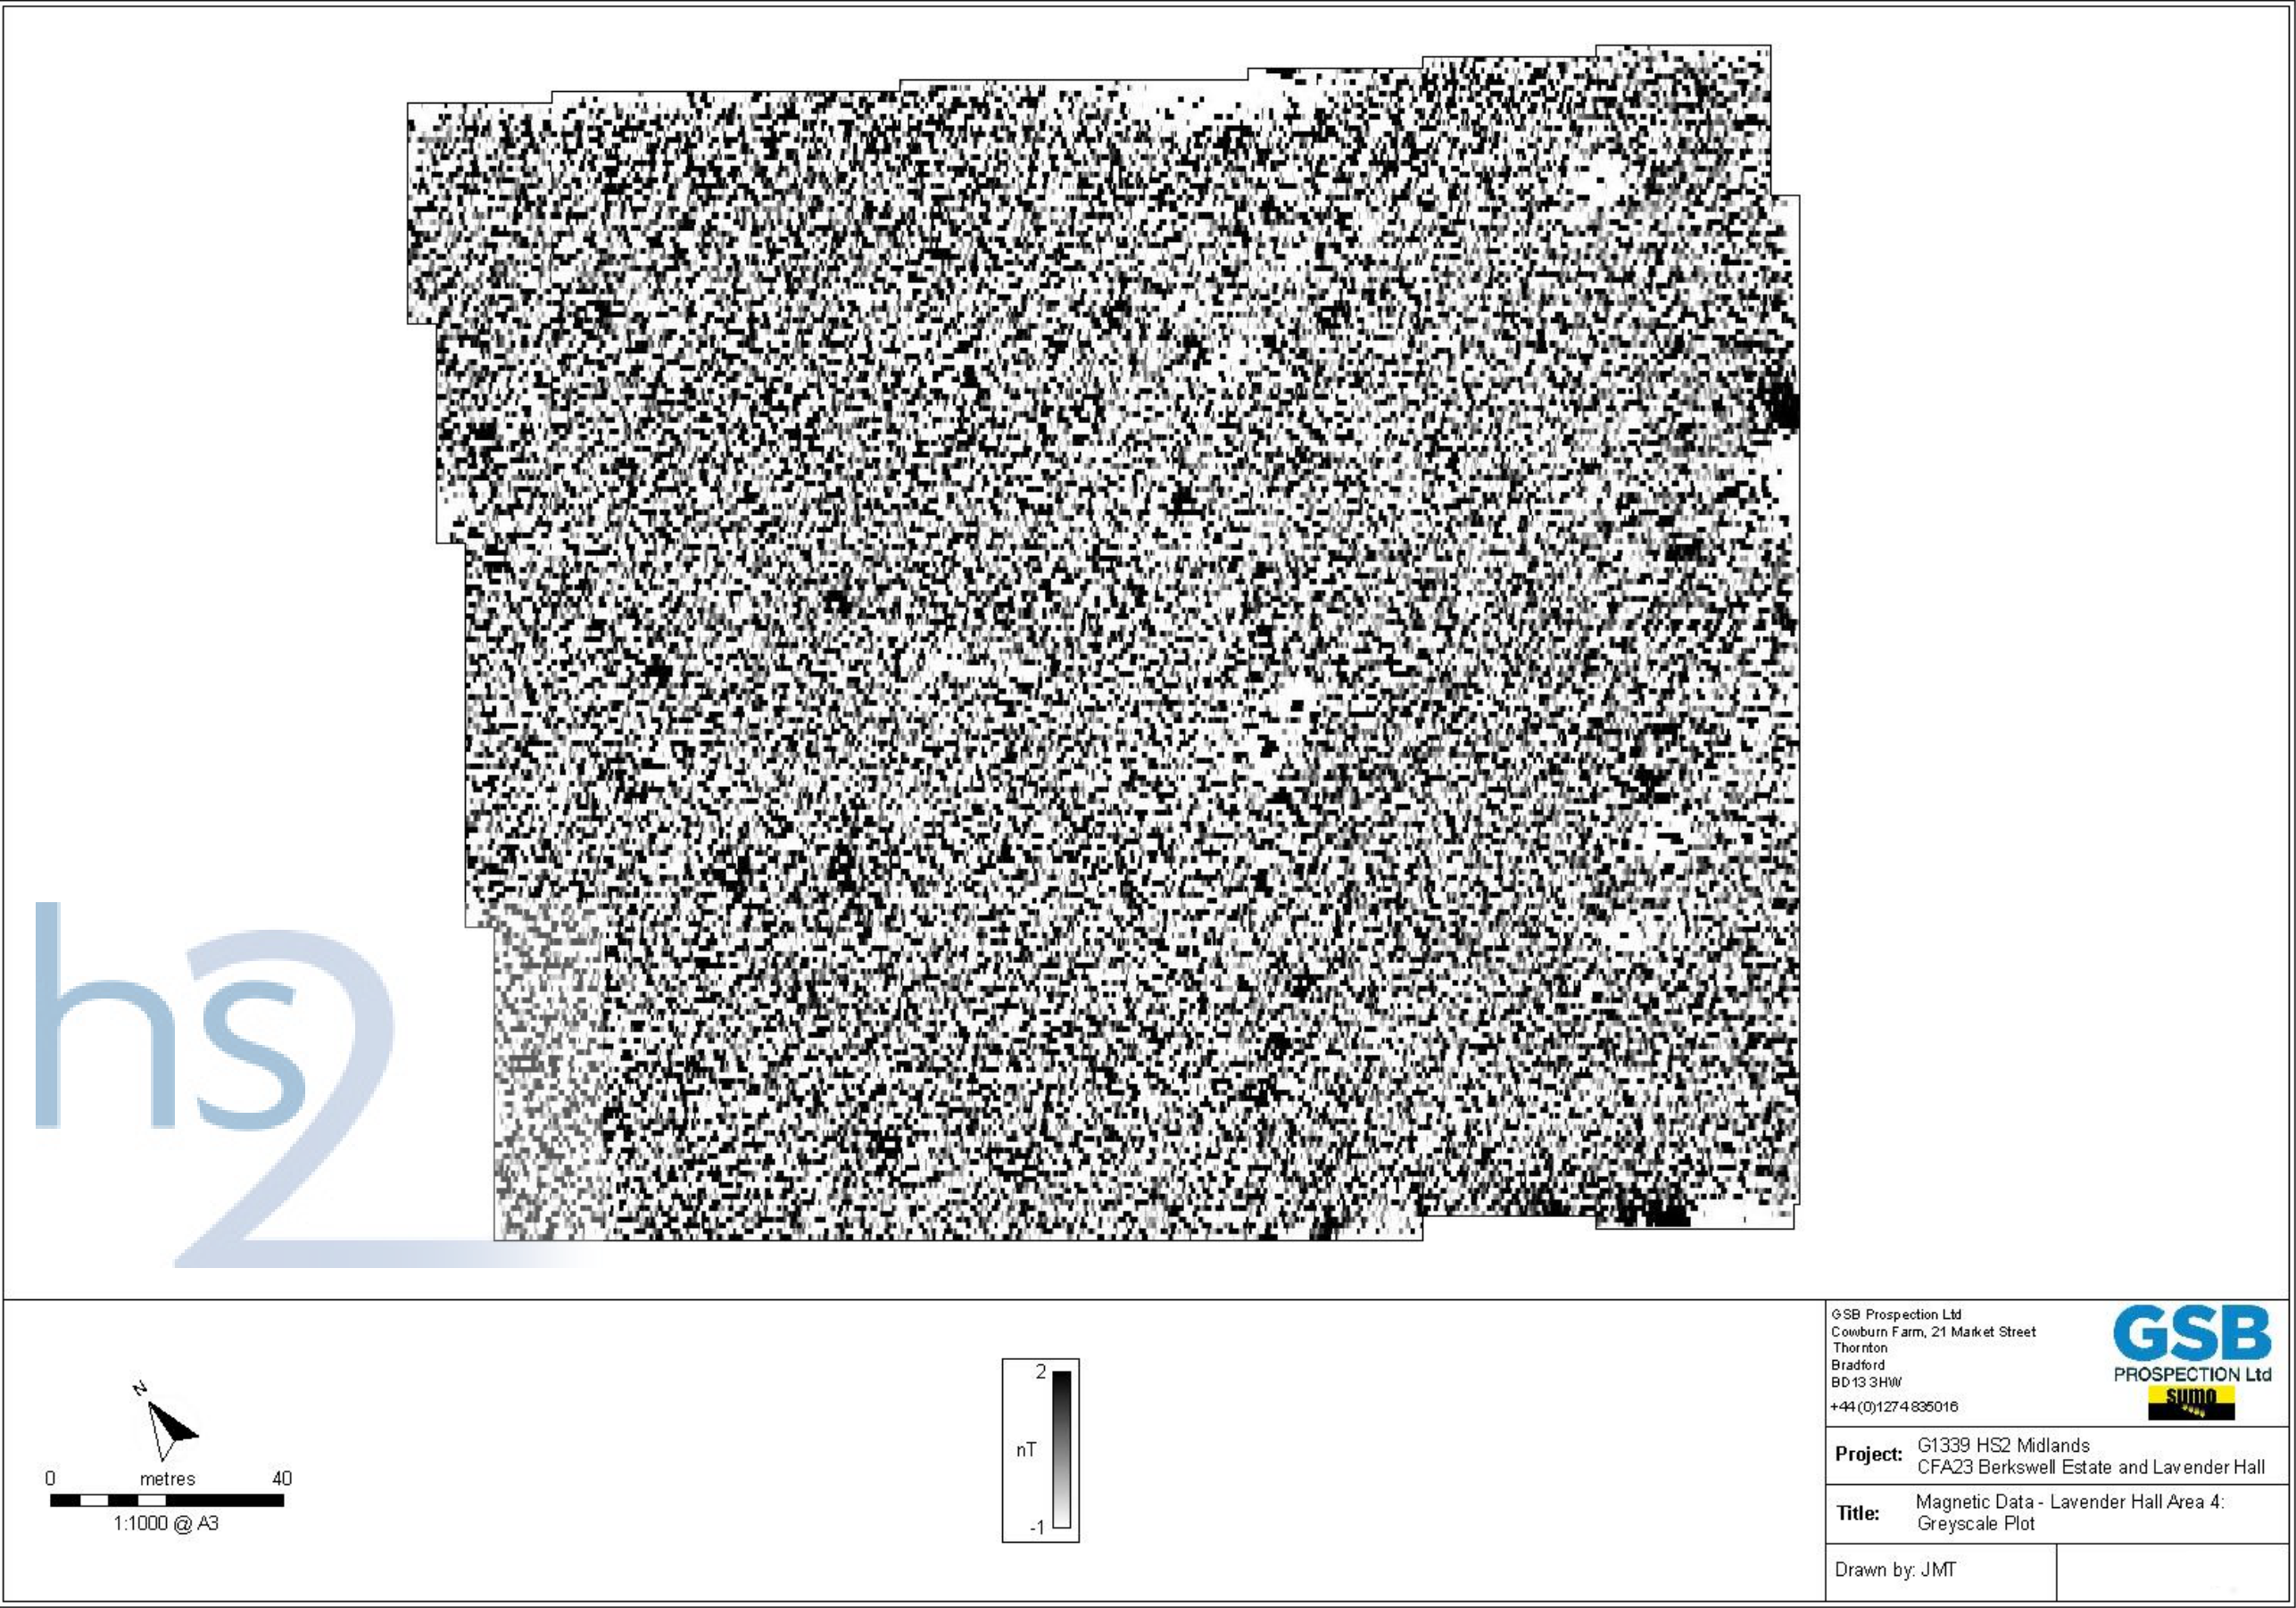 hs2
N
0 metres 40
1:1000 @ A3
2
nT
-1
GSB Prospection Ltd
Cowburn Farm, 21 Market Street
Thornton
Bradford
BD13 3HW
+44 (0)1274 835016
GSB
PROSPECTION Ltd
sumo
Project: G1339 HS2 Midlands
CFA23 Berkswell Estate and Lavender Hall
Title: Magnetic Data - Lavender Hall Area 4:
Greyscale Plot
Drawn by: JMT